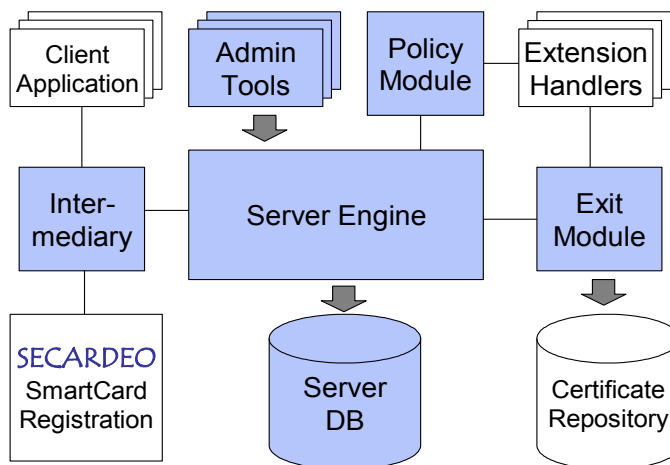 Client
Application
Admin
Tools
Policy
Module
Extension
Handlers
Inter-
mediary
Server Engine
Exit
Module
SECARDEO
SmartCard
Registration
Server
DB
Certificate
Repository